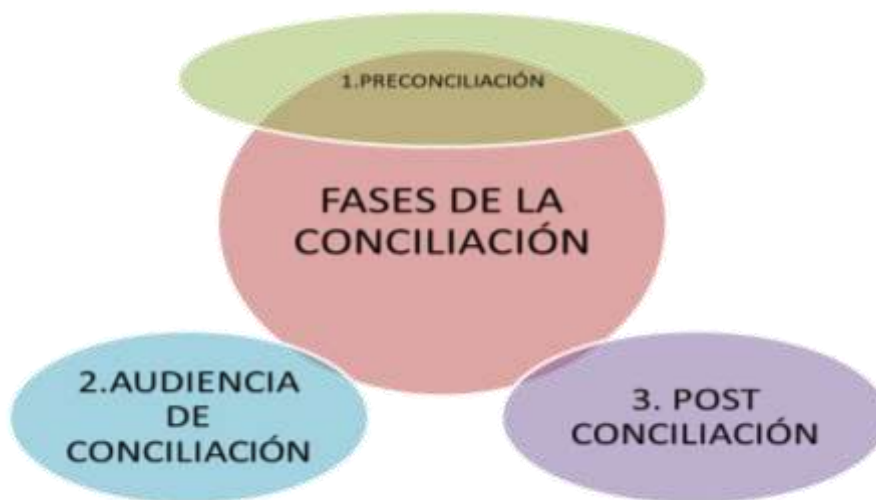 1.PRECONCILIACIÓN
FASES DE LA
CONCILIACIÓN
2.AUDIENCIA
DE
CONCILIACIÓN
3. POST
CONCILIACIÓN